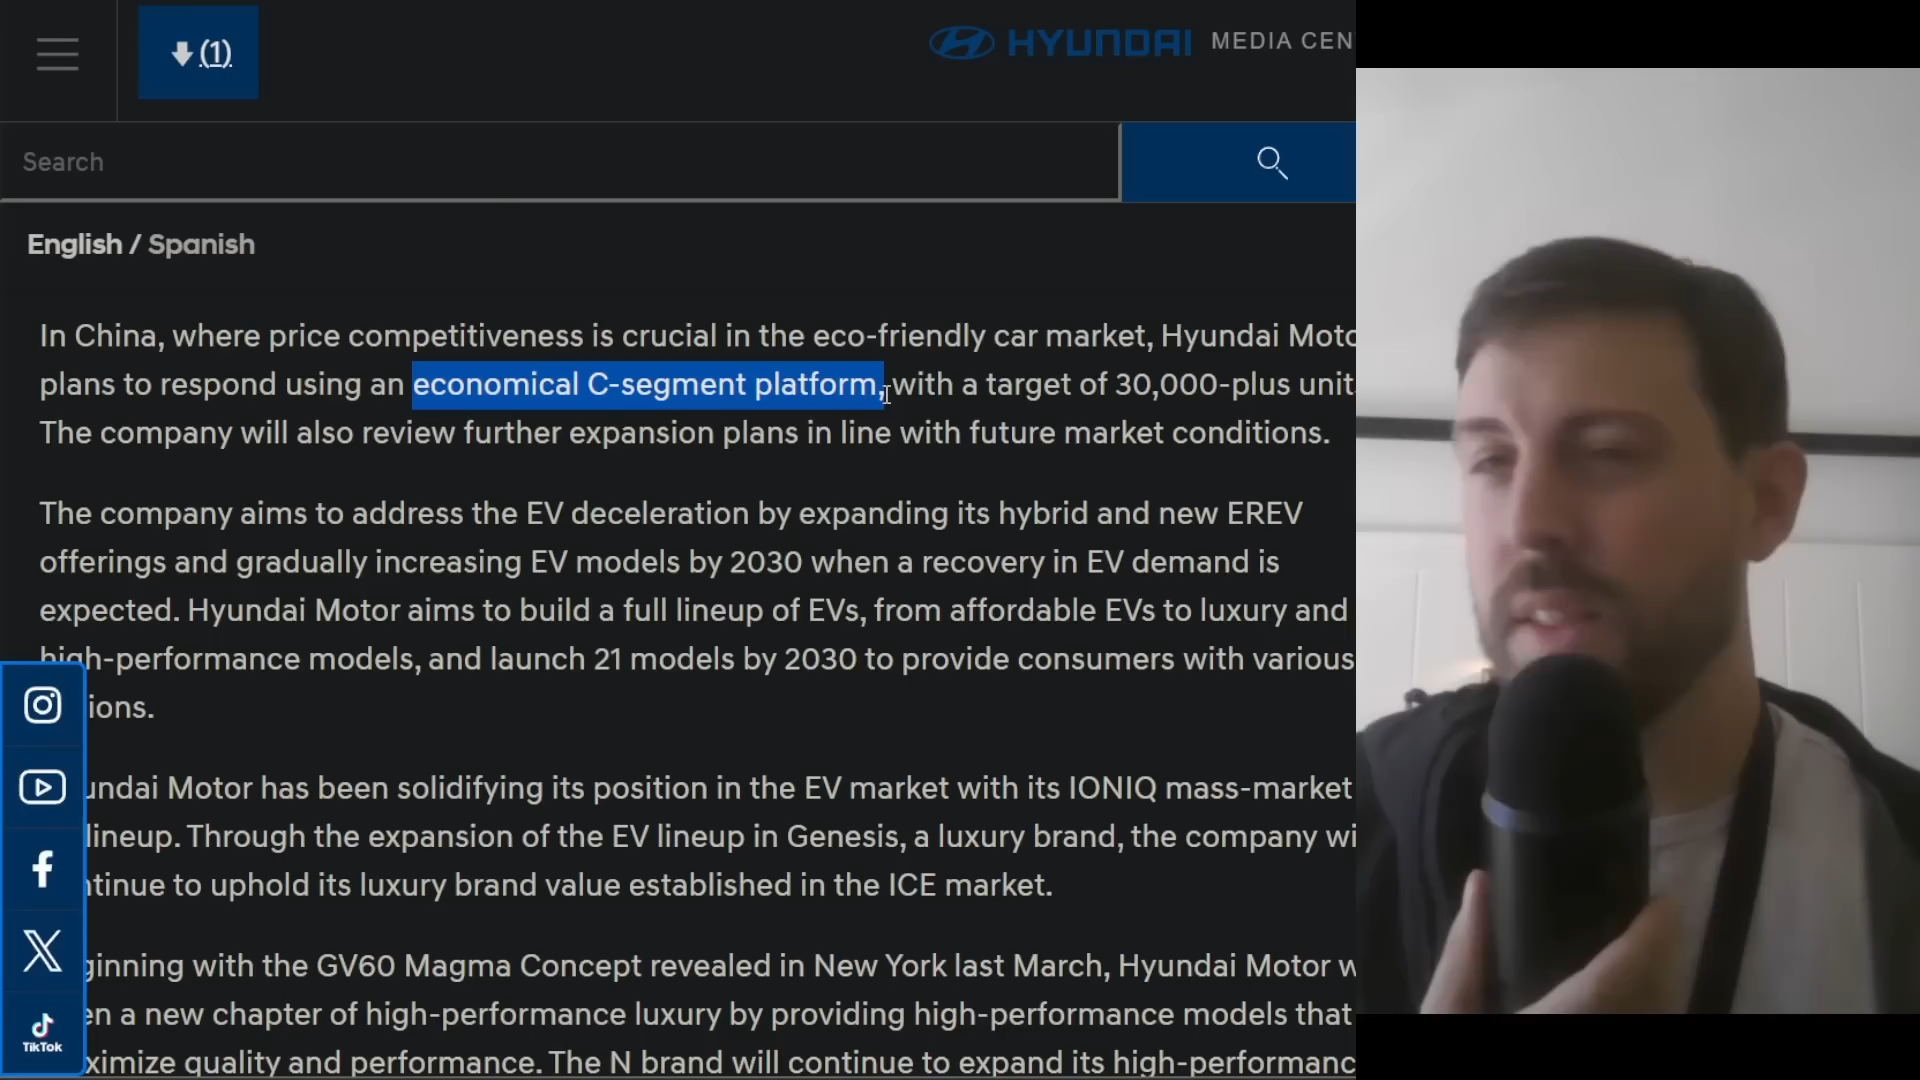 (1)
HYUNDAI MEDIA CEN
Search
English / Spanish
In China, where price competitiveness is crucial in the eco-friendly car market, Hyundai Moto
plans to respond using an economical C-segment platform, with a target of 30,000-plus unit
The company will also review further expansion plans in line with future market conditions.
The company aims to address the EV deceleration by expanding its hybrid and new EREV
offerings and gradually increasing EV models by 2030 when a recovery in EV demand is
expected. Hyundai Motor aims to build a full lineup of EVs, from affordable EVs to luxury and
high-performance models, and launch 21 models by 2030 to provide consumers with various
ions.
undai Motor has been solidifying its position in the EV market with its IONIQ mass-market
lineup. Through the expansion of the EV lineup in Genesis, a luxury brand, the company wi
ntinue to uphold its luxury brand value established in the ICE market.
ginning with the GV60 Magma Concept revealed in New York last March, Hyundai Motor w
en a new chapter of high-performance luxury by providing high-performance models that
ximize quality and performance. The N brand will continue to expand its high-performanc
TikTok